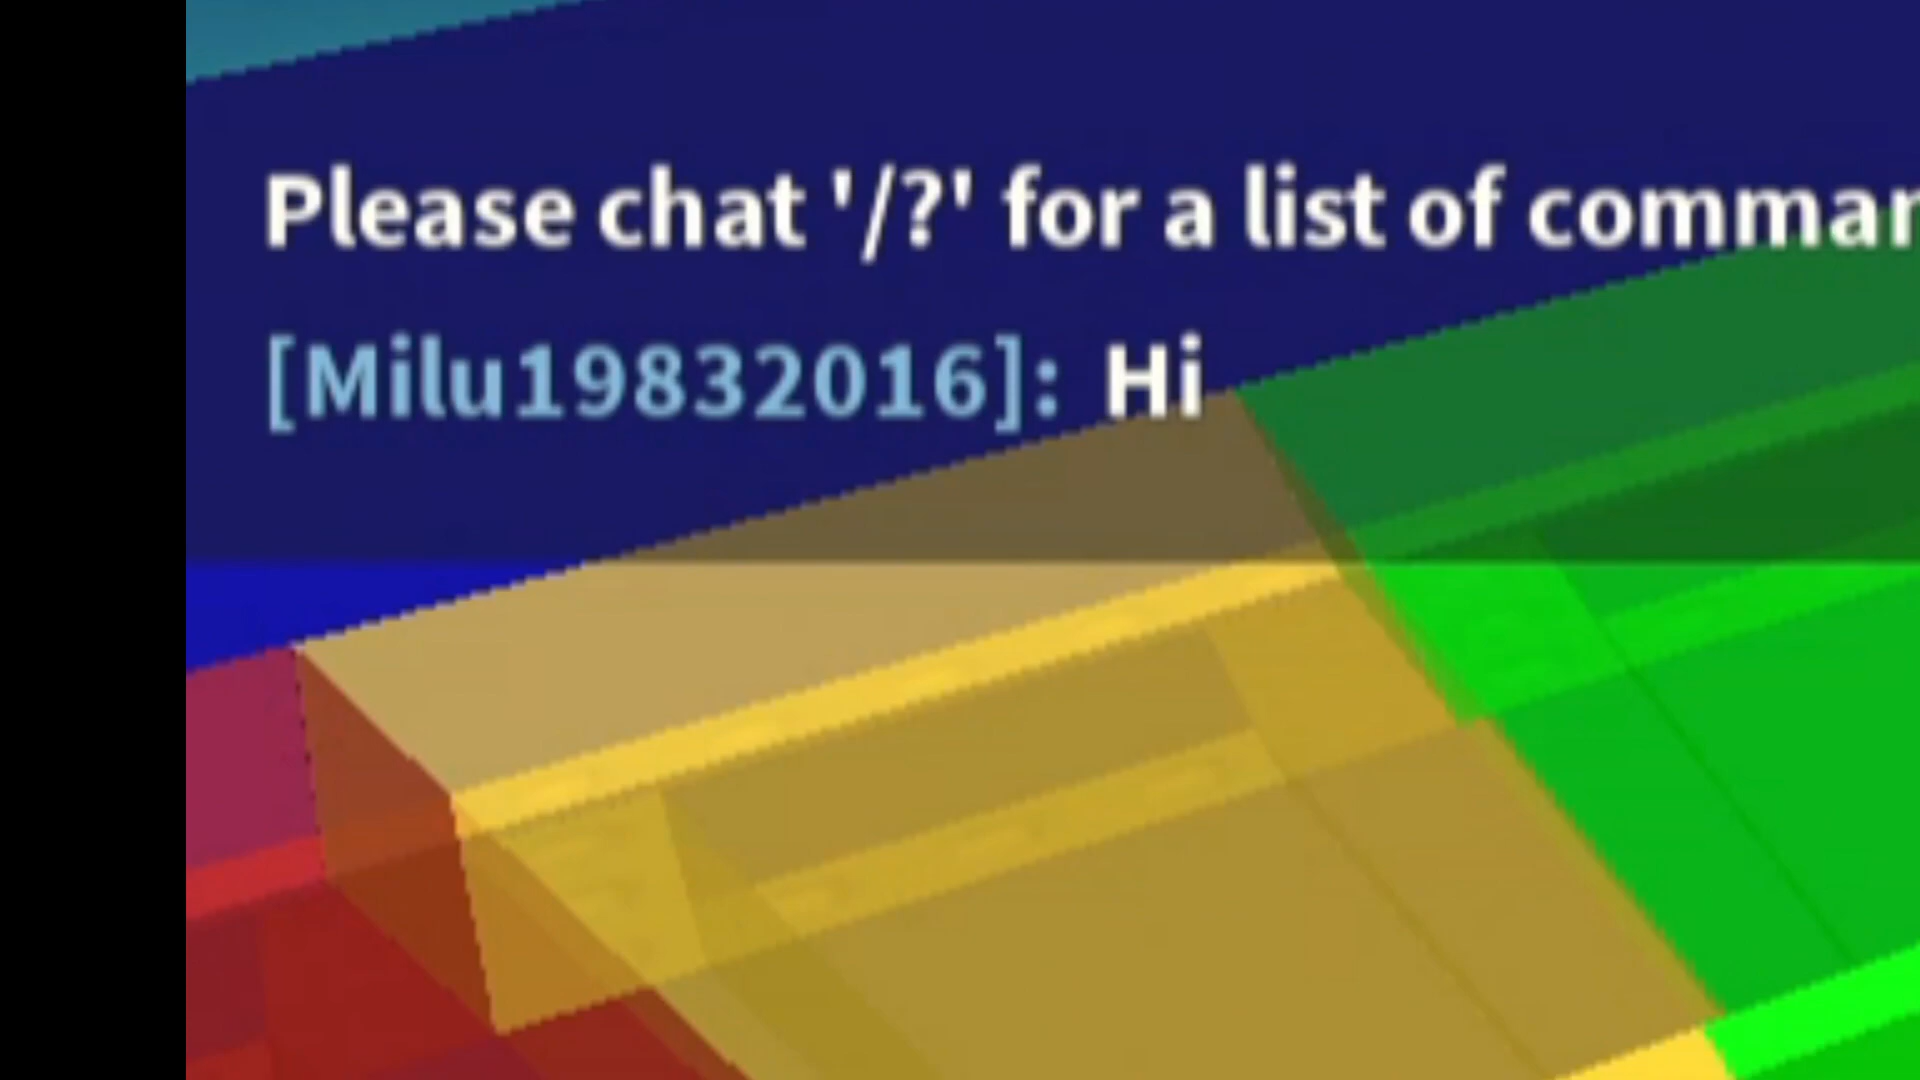 Please chat '/?' for a list of
[Milu19832016]: Hi